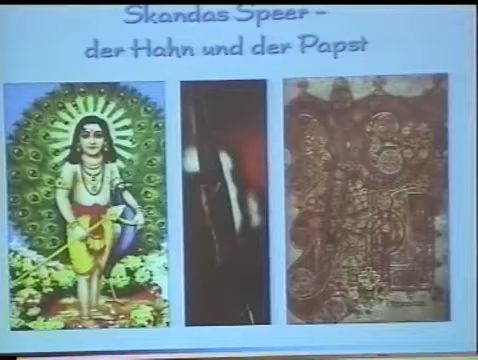 Skandas Speer –
der Hahn und der Papst